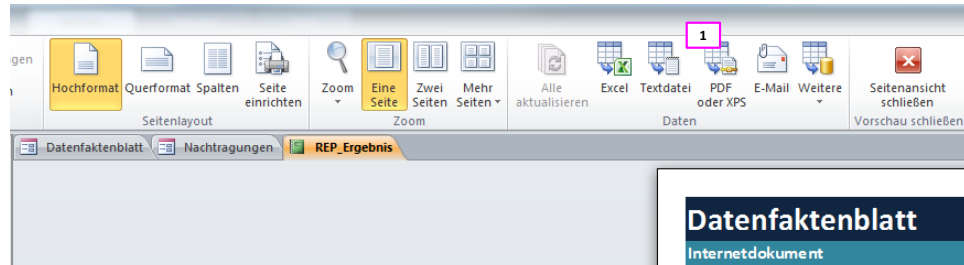 1
gen
Hochformat Querformat Spalten Seite einrichten Zoom Eine Seite Zwei Seiten Mehr Seiten Alle aktualisieren Excel Textdatei PDF oder XPS E-Mail Weitere Seitenansicht schließen
Seitenlayout Zoom Daten Vorschau schließen
Datenfaktenblatt Nachtragungen REP_Ergebnis
Datenfaktenblatt
Internetdokument